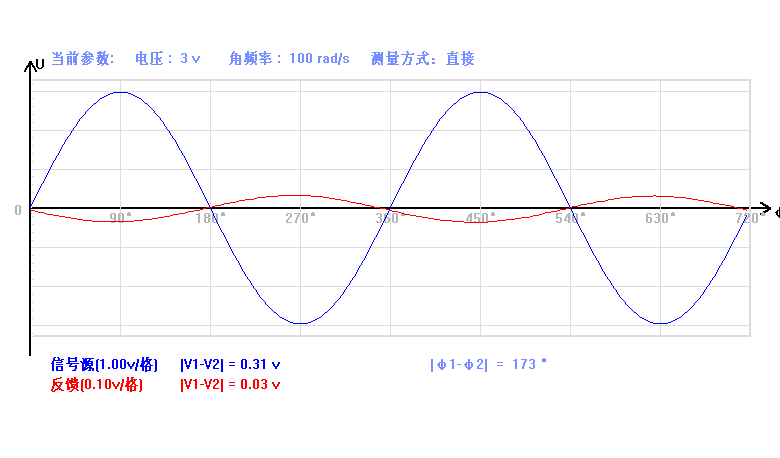 当前参数: 电压: 3 v 角频率: 100 rad/s 测量方式: 直接
U
0
90° 180° 270° 360 450° 540° 630° 720°
ф
信号源(1.00v/格) |V1-V2| = 0.31 v |ф1-ф2| = 173 °
反馈(0.10v/格) |V1-V2| = 0.03 v